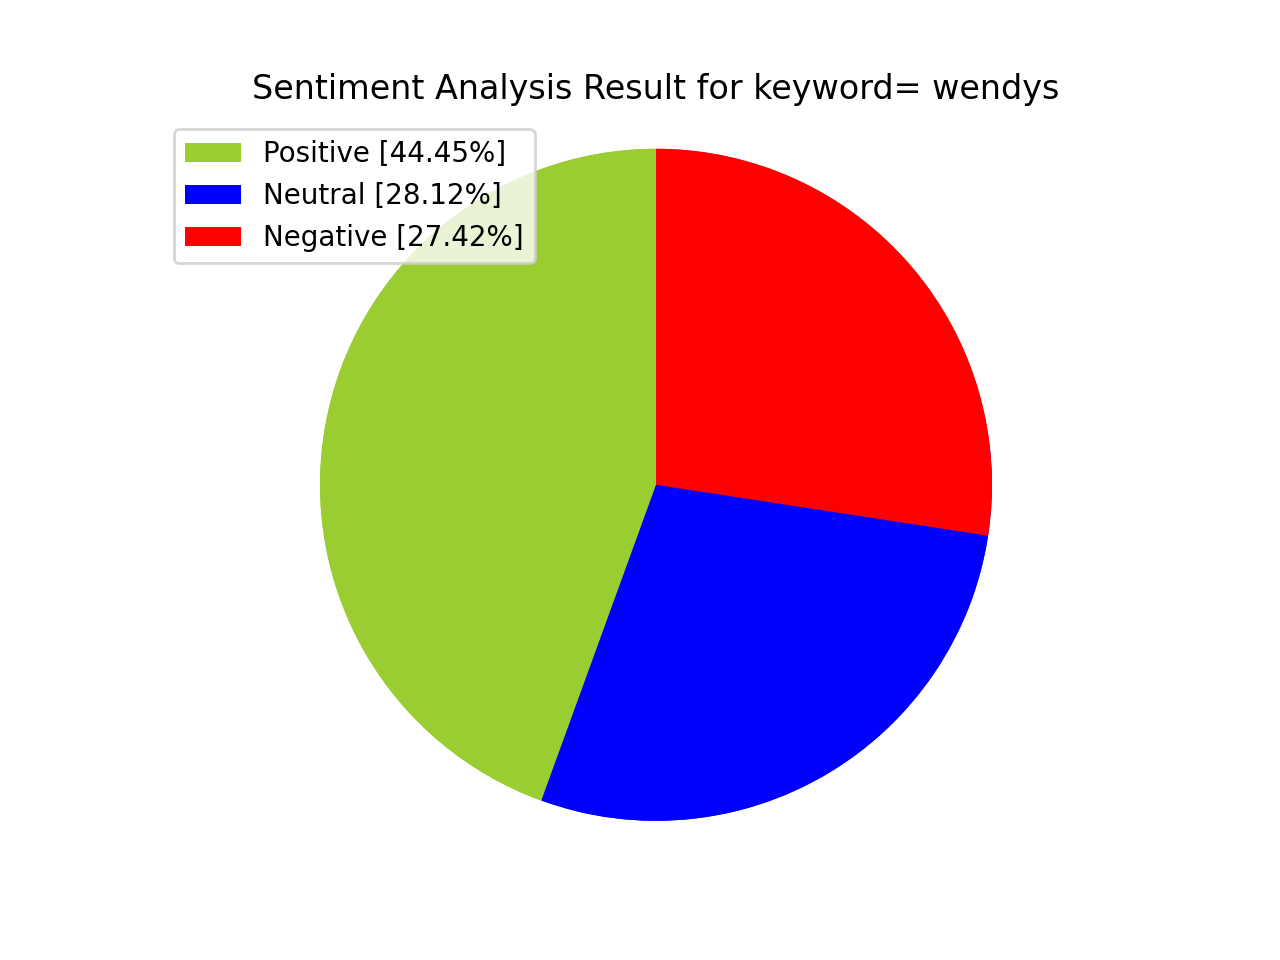 Sentiment Analysis Result for keyword= wendys
Positive [44.45%]
Neutral [28.12%]
Negative [27.42%]